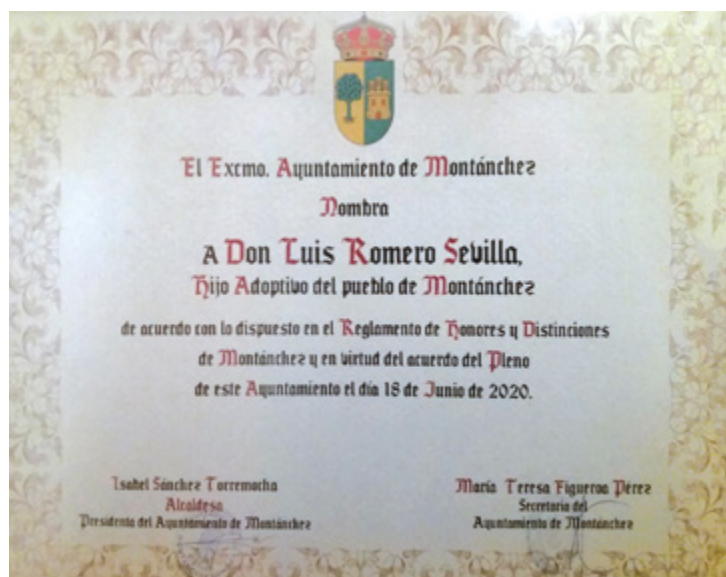 El Excmo. Ayuntamiento de Montánchez
Nombra
A Don Luis Romero Sevilla,
Hijo Adoptivo del pueblo de Montánchez
de acuerdo con lo dispuesto en el Reglamento de Honores y Distinciones
de Montánchez y en virtud del acuerdo del Pleno
de este Ayuntamiento el día 18 de Junio de 2020.
Isabel Sánchez Torremocha
Alcaldesa
Presidenta del Ayuntamiento de Montánchez
María Teresa Figueroa Pérez
Secretaria del
Ayuntamiento de Montánchez